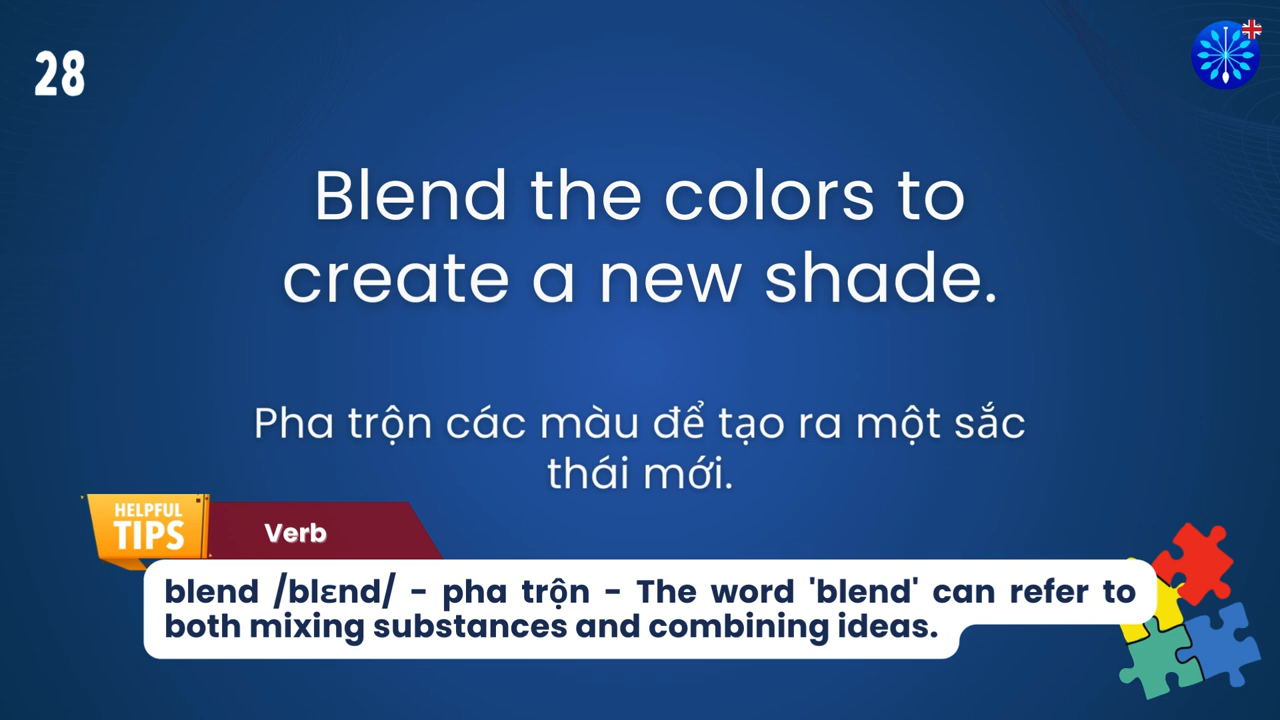 28
Blend the colors to
create a new shade.
Pha trộn các màu để tạo ra một sắc
thái mới.
HELPFUL
TIPS
Verb
blend /blɛnd/ - pha trộn - The word 'blend' can refer to
both mixing substances and combining ideas.